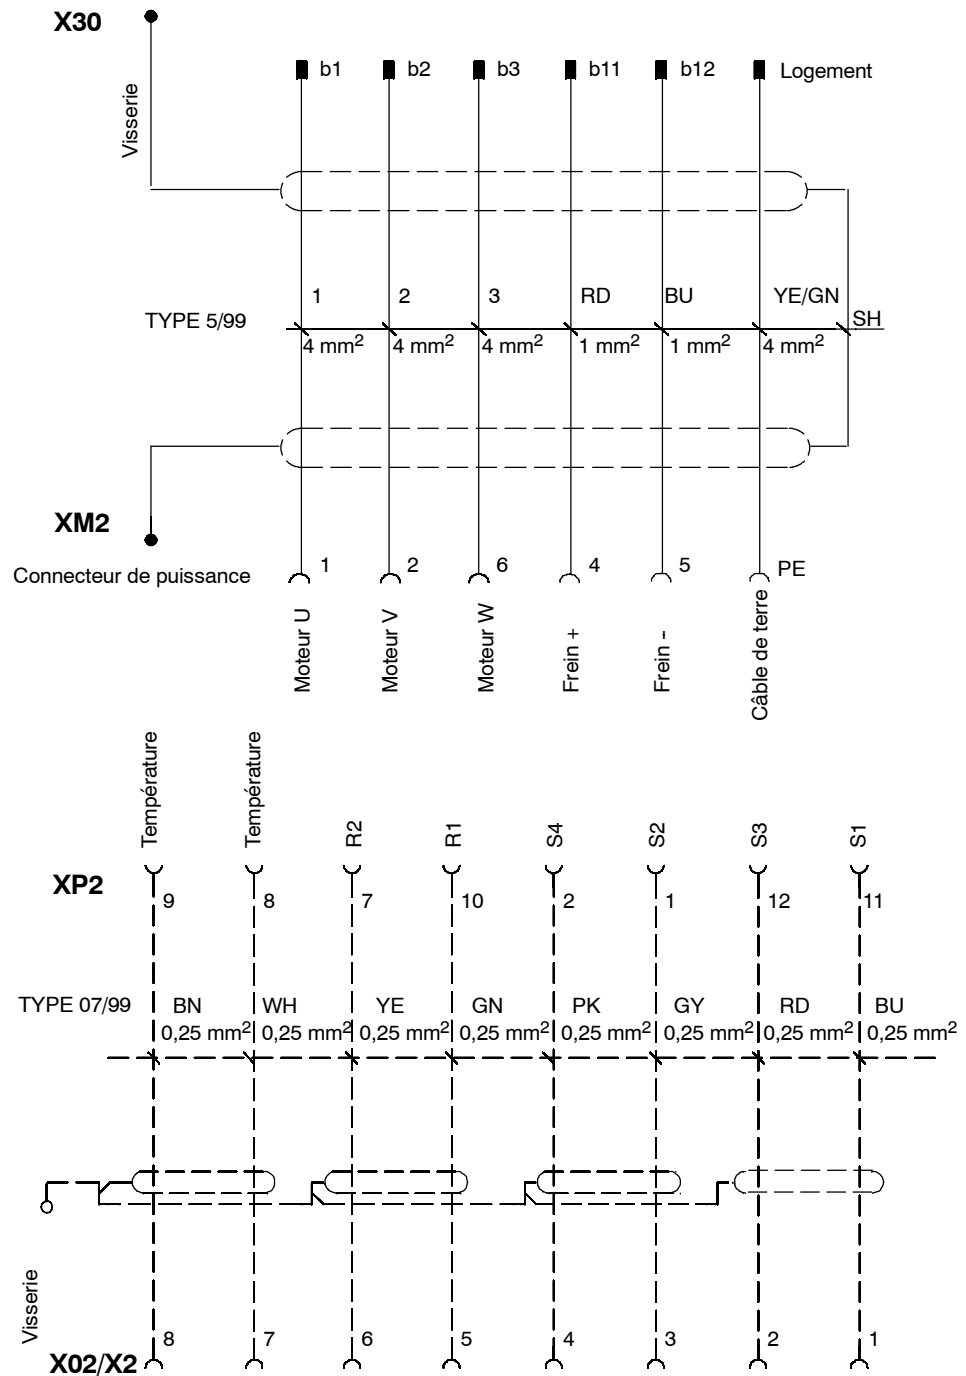 X30
b1 b2 b3 b11 b12 Logement
Visserie
1 2 3 RD BU YE/GN
TYPE 5/99 SH
4 mm² 4 mm² 4 mm² 1 mm² 1 mm² 4 mm²
XM2
Connecteur de puissance
1 2 6 4 5 PE
Moteur U
Moteur V
Moteur W
Frein +
Frein -
Câble de terre
Température
Température
R2
R1
S4
S2
S3
S1
XP2
9 8 7 10 2 1 12 11
TYPE 07/99 BN WH YE GN PK GY RD BU
0,25 mm² 0,25 mm² 0,25 mm² 0,25 mm² 0,25 mm² 0,25 mm² 0,25 mm² 0,25 mm²
Visserie
8 7 6 5 4 3 2 1
X02/X2